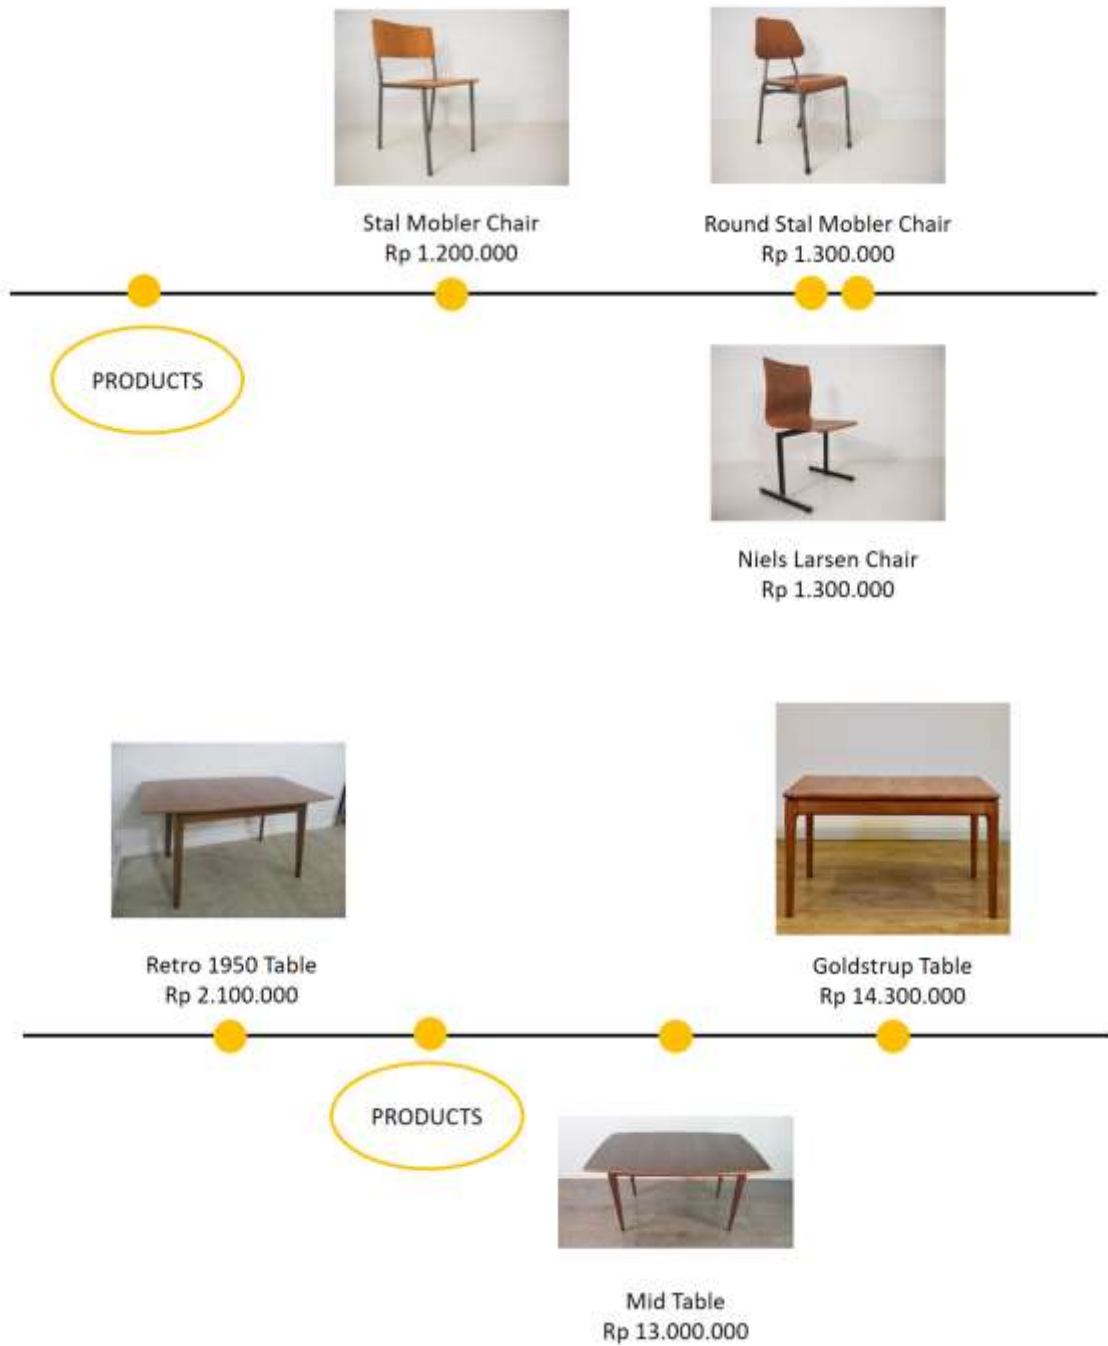 Stal Mobler Chair
Rp 1.200.000
Round Stal Mobler Chair
Rp 1.300.000
PRODUCTS
Niels Larsen Chair
Rp 1.300.000
Retro 1950 Table
Rp 2.100.000
Goldstrup Table
Rp 14.300.000
PRODUCTS
Mid Table
Rp 13.000.000